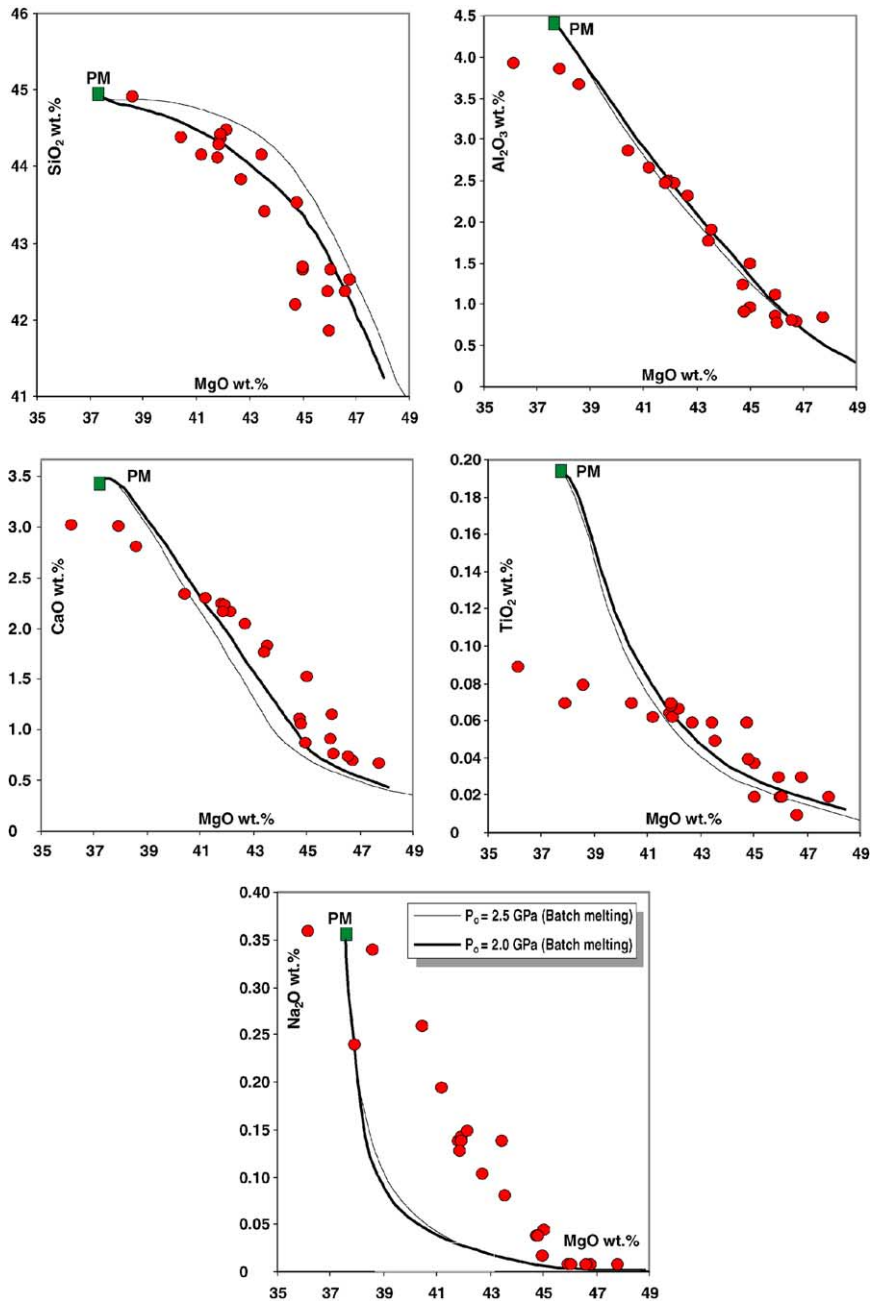 46
45
44
43
42
41
SiO₂ wt.%
PM
MgO wt.%
35 37 39 41 43 45 47 49
4.5
4.0
3.5
3.0
2.5
2.0
1.5
1.0
0.5
0
Al₂O₃ wt.%
PM
MgO wt.%
35 37 39 41 43 45 47 49
3.5
3.0
2.5
2.0
1.5
1.0
0.5
0
CaO wt.%
PM
MgO wt.%
35 37 39 41 43 45 47 49
0.20
0.18
0.16
0.14
0.12
0.10
0.08
0.06
0.04
0.02
0
TiO₂ wt.%
PM
MgO wt.%
35 37 39 41 43 45 47 49
0.40
0.35
0.30
0.25
0.20
0.15
0.10
0.05
0
Na₂O wt.%
PM
P₀ = 2.5 GPa (Batch melting)
P₀ = 2.0 GPa (Batch melting)
MgO wt.%
35 37 39 41 43 45 47 49